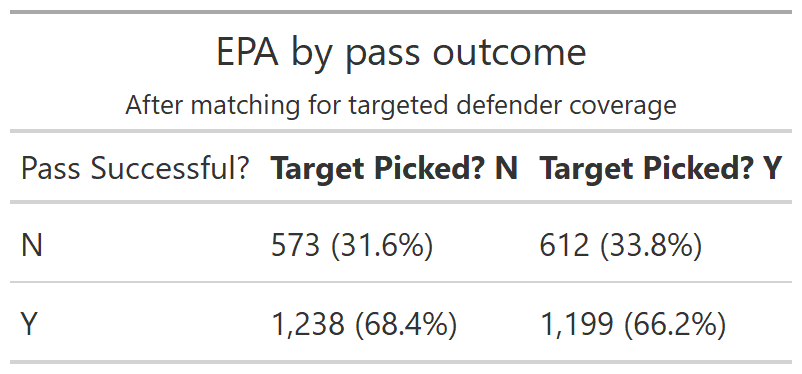 EPA by pass outcome
After matching for targeted defender coverage
Pass Successful? Target Picked? N Target Picked? Y
N 573 (31.6%) 612 (33.8%)
Y 1,238 (68.4%) 1,199 (66.2%)